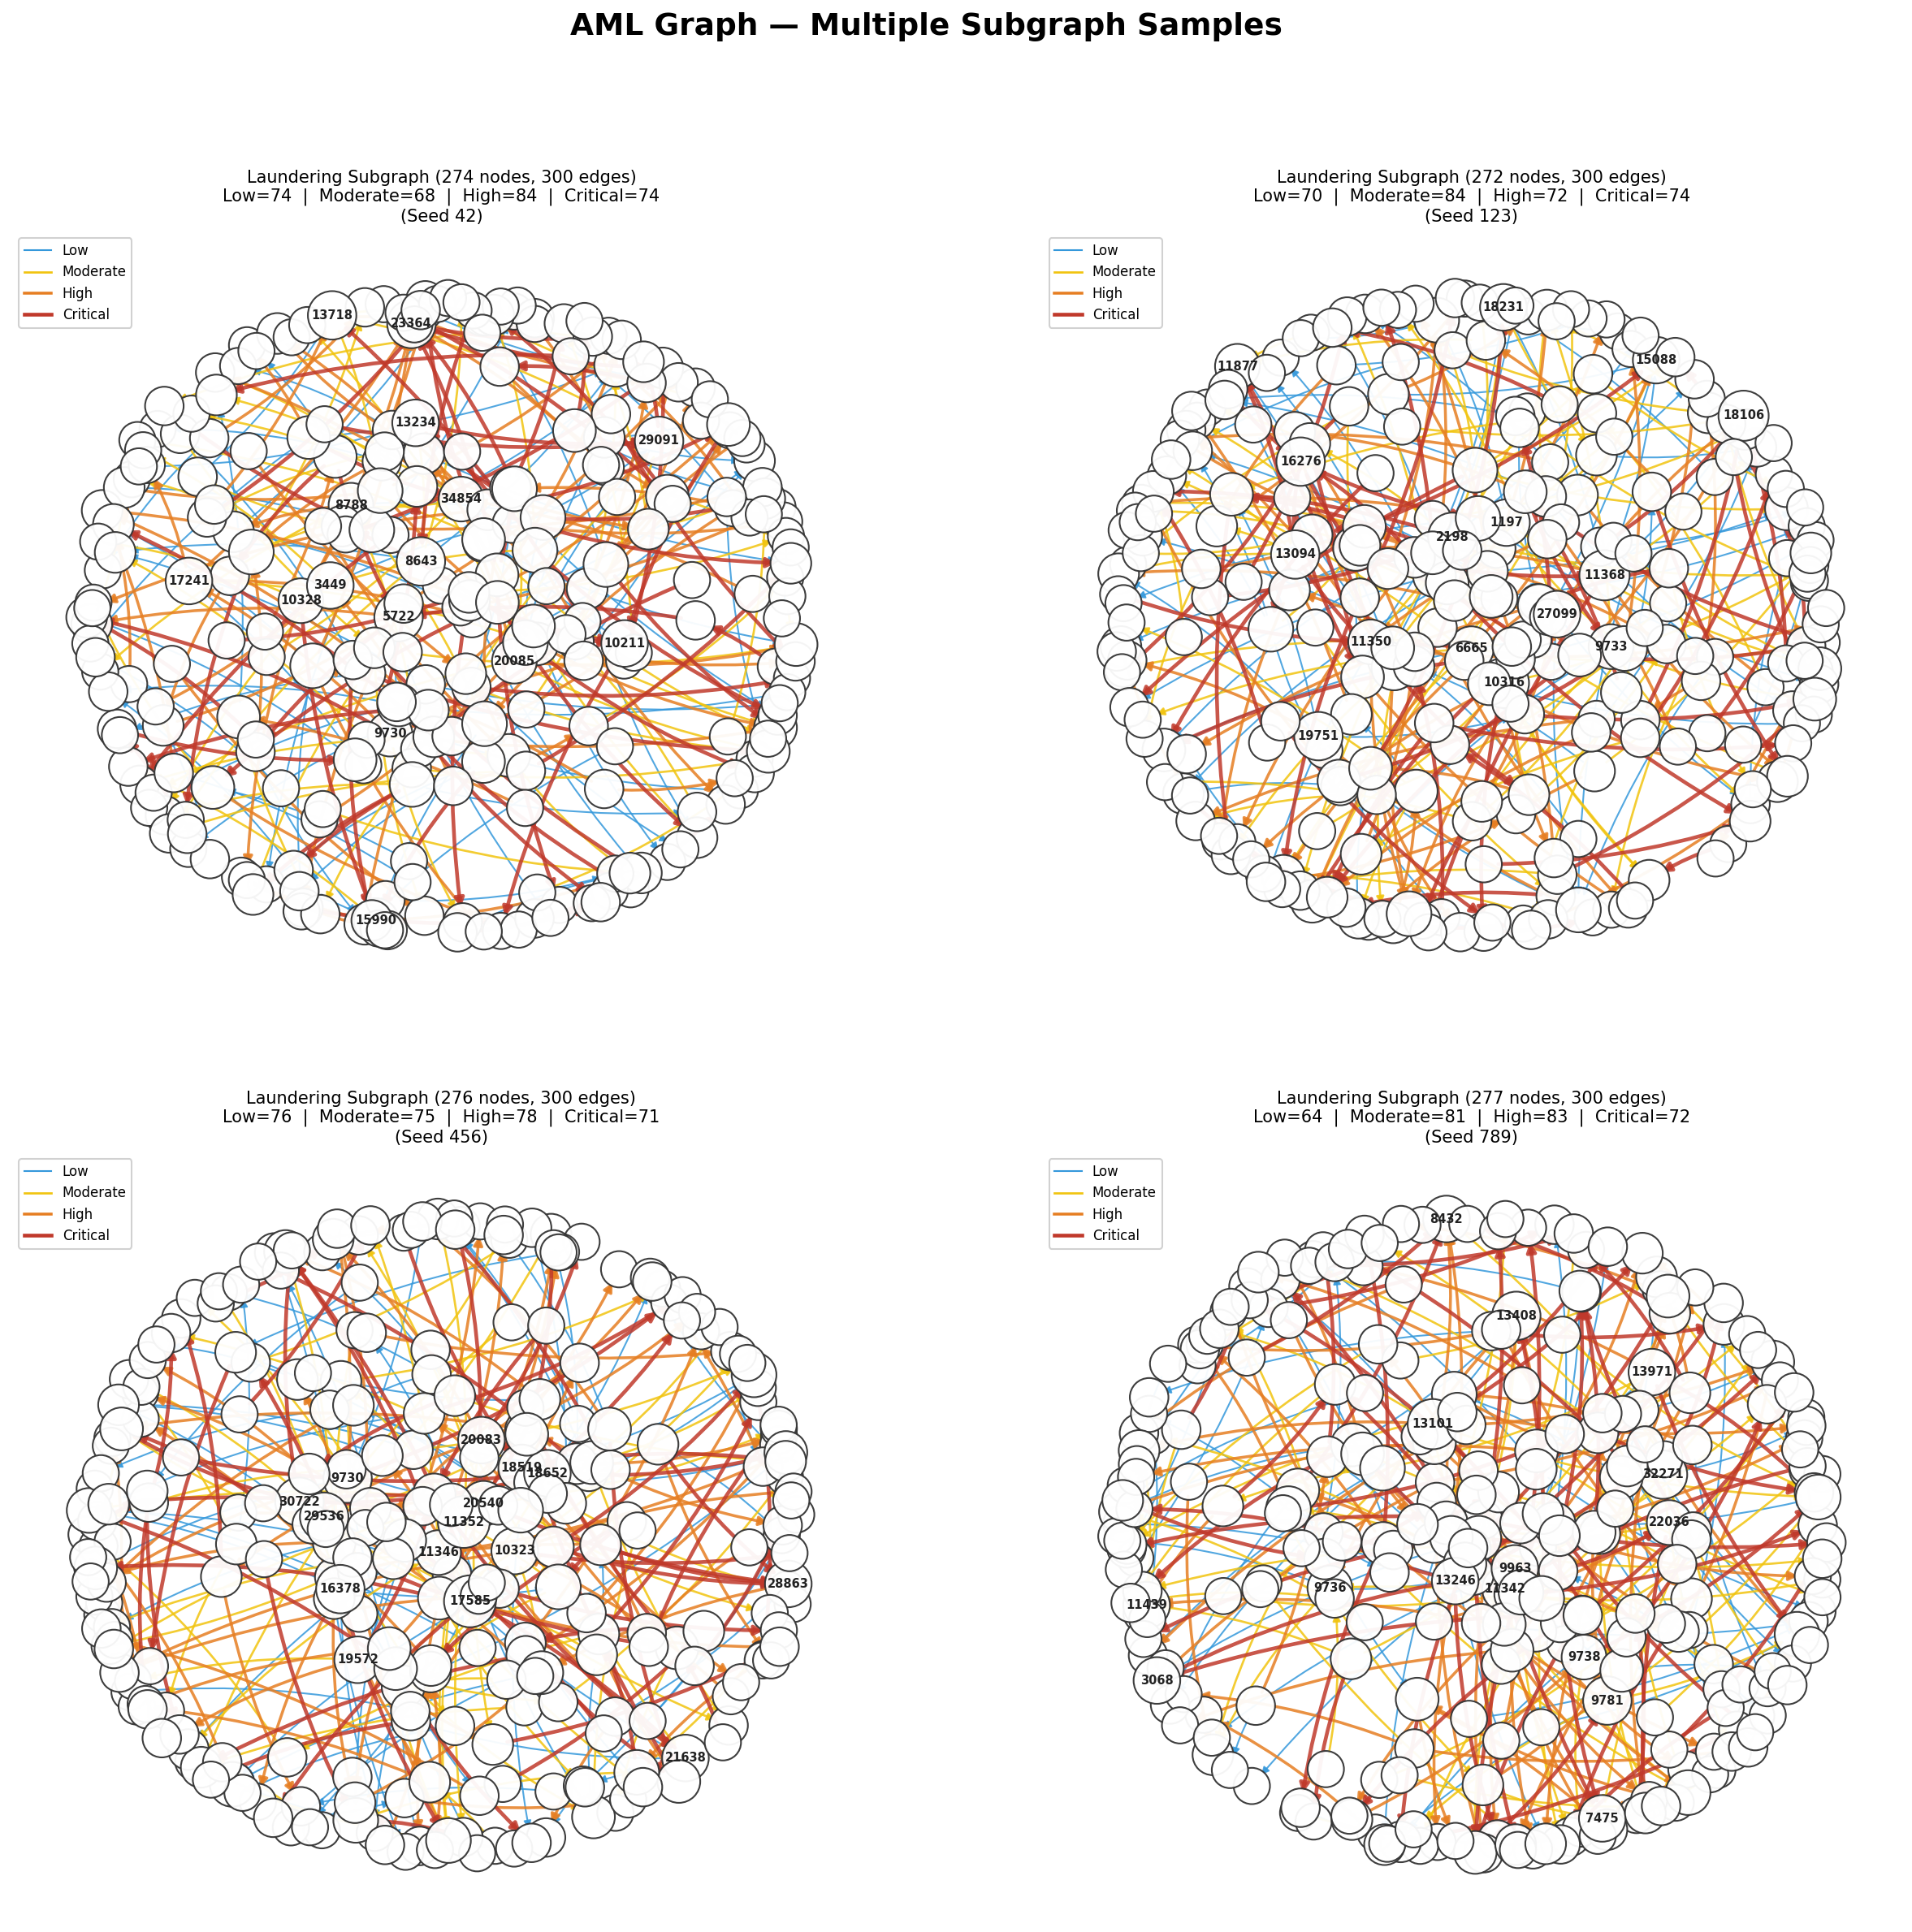 AML Graph — Multiple Subgraph Samples
Laundering Subgraph (274 nodes, 300 edges)
Low=74 | Moderate=68 | High=84 | Critical=74
(Seed 42)
Low
Moderate
High
Critical
13718
23364
13234
29091
34854
8788
8643
17241
3449
10328
5722
10211
20085
9730
15990
Laundering Subgraph (272 nodes, 300 edges)
Low=70 | Moderate=84 | High=72 | Critical=74
(Seed 123)
Low
Moderate
High
Critical
18231
15088
11877
18106
16276
1197
2198
13094
11368
27099
11350
6665
9733
10316
19751
Laundering Subgraph (276 nodes, 300 edges)
Low=76 | Moderate=75 | High=78 | Critical=71
(Seed 456)
Low
Moderate
High
Critical
20083
18519
18652
9730
30722
20540
29536
11352
11346
10323
16378
28863
17585
19572
21638
Laundering Subgraph (277 nodes, 300 edges)
Low=64 | Moderate=81 | High=83 | Critical=72
(Seed 789)
Low
Moderate
High
Critical
8432
13408
13971
13101
32271
22036
9963
13246
11342
9736
11439
9738
3068
9781
7475